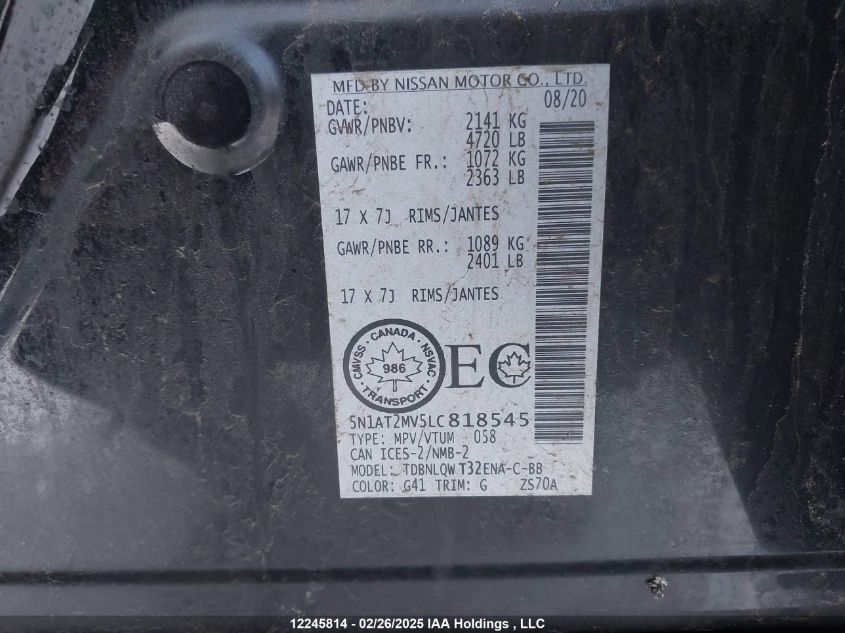 MFD BY NISSAN MOTOR CO., LTD.
DATE: 08/20
GVWR/PNBV: 2141 KG
4720 LB
GAWR/PNBE FR.: 1072 KG
2363 LB
17 X 7J RIMS/JANTES
GAWR/PNBE RR.: 1089 KG
2401 LB
17 X 7J RIMS/JANTES
CMVSS · CANADA · NSVAC
986
· TRANSPORT ·
EC
5N1AT2MV5LC818545
TYPE: MPV/VTUM 058
CAN ICES-2/NMB-2
MODEL: TDBNLQW T32ENA-C-BB
COLOR: G41 TRIM: G ZS70A
12245814 - 02/26/2025 IAA Holdings , LLC